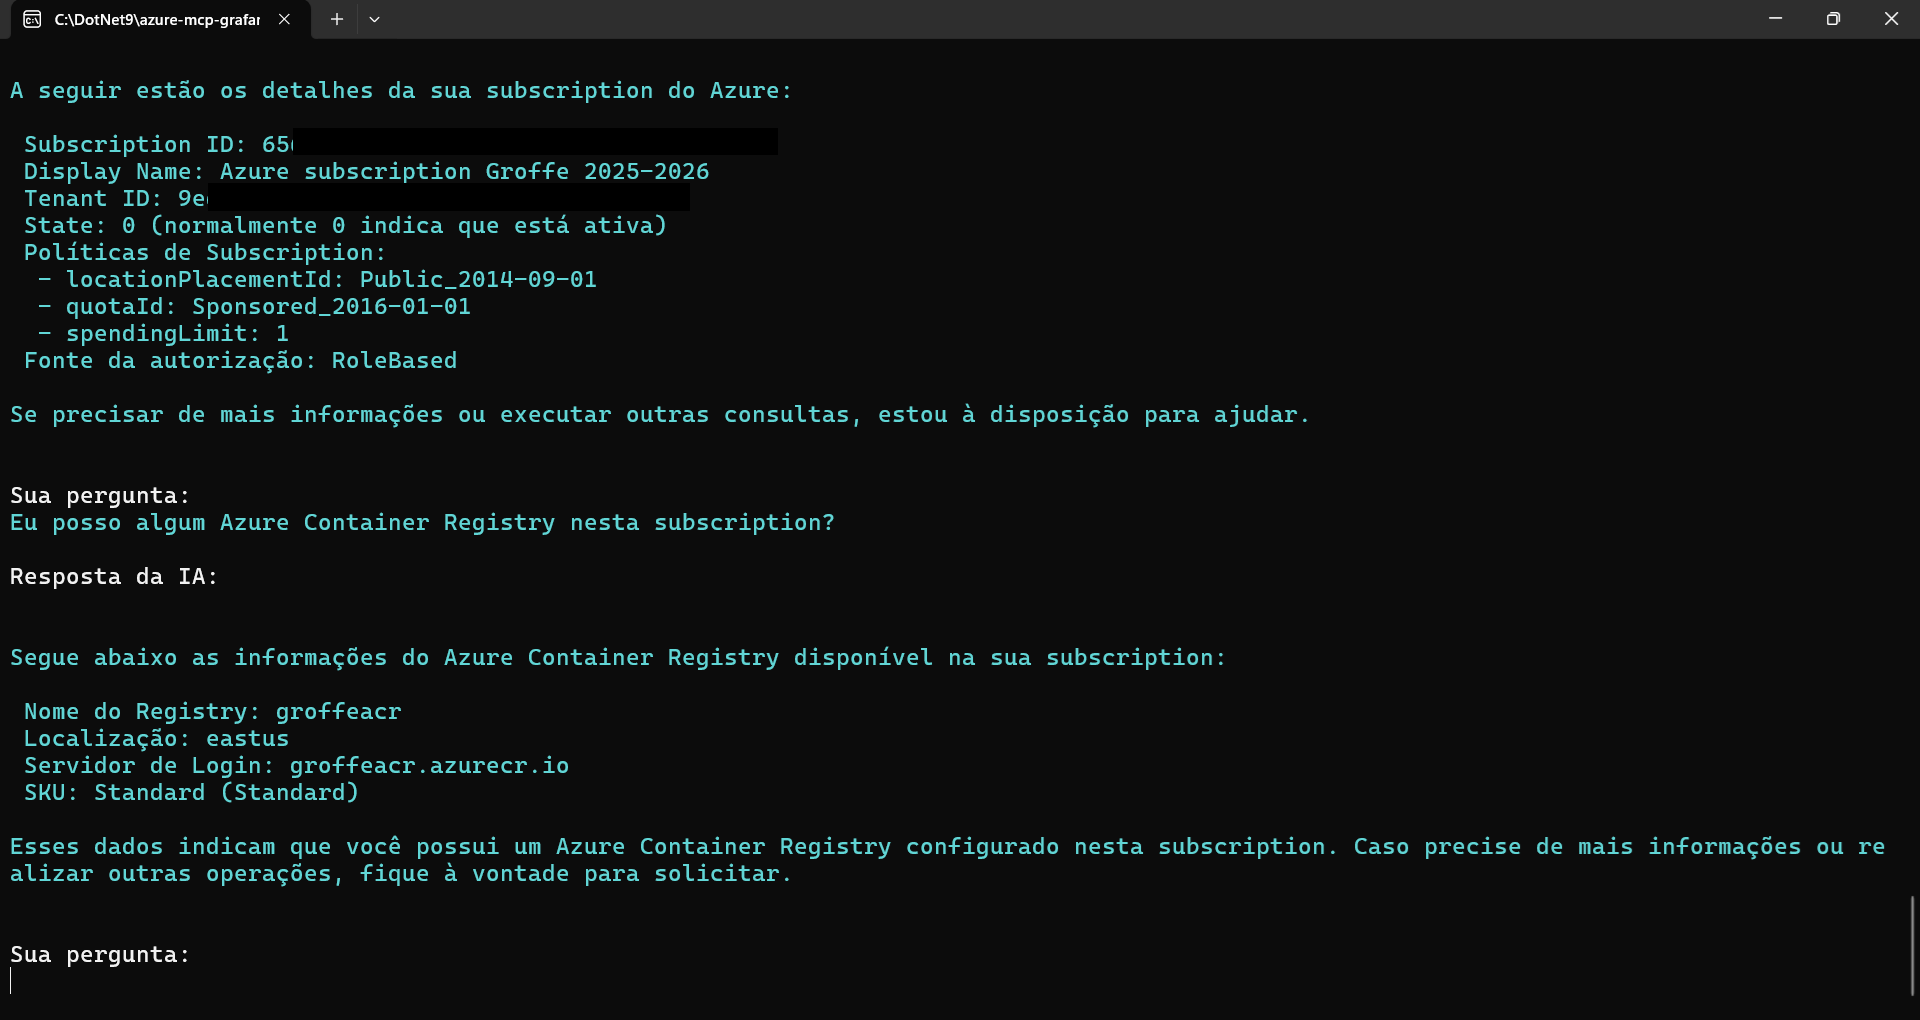 C:\DotNet9\azure-mcp-grafar
A seguir estão os detalhes da sua subscription do Azure:
Subscription ID: 65
Display Name: Azure subscription Groffe 2025-2026
Tenant ID: 9e
State: 0 (normalmente 0 indica que está ativa)
Políticas de Subscription:
- locationPlacementId: Public_2014-09-01
- quotaId: Sponsored_2016-01-01
- spendingLimit: 1
Fonte da autorização: RoleBased
Se precisar de mais informações ou executar outras consultas, estou à disposição para ajudar.
Sua pergunta:
Eu posso algum Azure Container Registry nesta subscription?
Resposta da IA:
Segue abaixo as informações do Azure Container Registry disponível na sua subscription:
Nome do Registry: groffeacr
Localização: eastus
Servidor de Login: groffeacr.azurecr.io
SKU: Standard (Standard)
Esses dados indicam que você possui um Azure Container Registry configurado nesta subscription. Caso precise de mais informações ou re
alizar outras operações, fique à vontade para solicitar.
Sua pergunta: